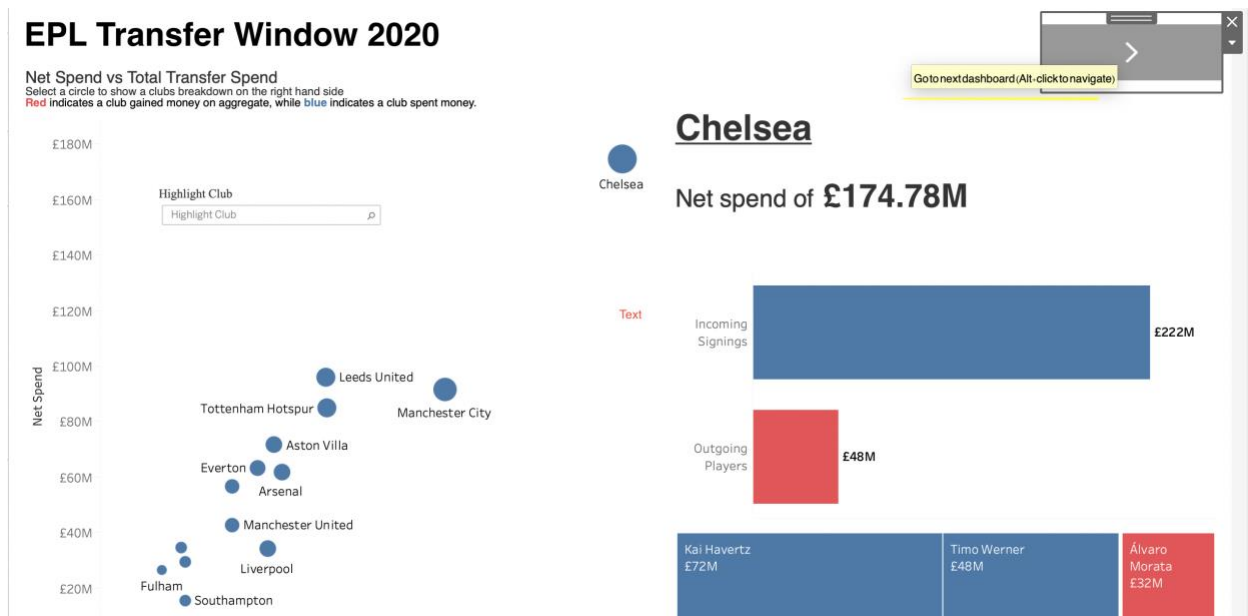 EPL Transfer Window 2020
Net Spend vs Total Transfer Spend
Select a circle to show a clubs breakdown on the right hand side
Red indicates a club gained money on aggregate, while blue indicates a club spent money.
Go to next dashboard (Alt-click to navigate)
Net Spend
£180M
£160M
£140M
£120M
£100M
£80M
£60M
£40M
£20M
Highlight Club
Highlight Club
Chelsea
Text
Leeds United
Tottenham Hotspur
Manchester City
Aston Villa
Everton
Arsenal
Manchester United
Liverpool
Fulham
Southampton
Chelsea
Net spend of £174.78M
Incoming
Signings
£222M
Outgoing
Players
£48M
Kai Havertz
£72M
Timo Werner
£48M
Álvaro
Morata
£32M